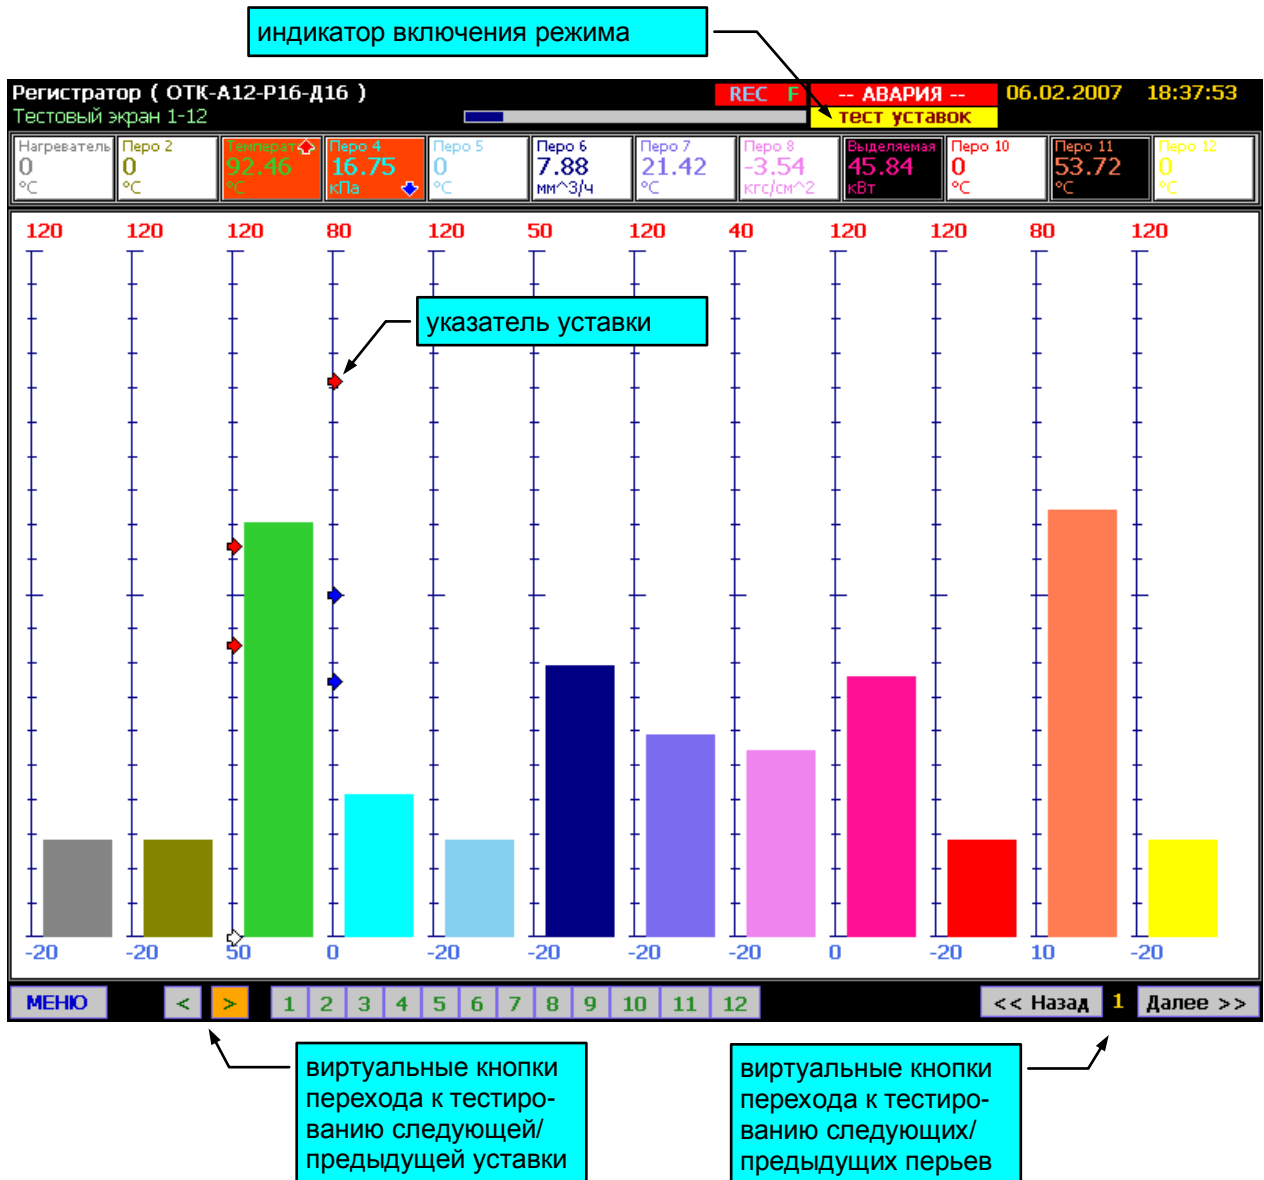 индикатор включения режима
Регистратор ( ОТК-А12-Р16-Д16 )
REC F
-- АВАРИЯ --
06.02.2007 18:37:53
Тестовый экран 1-12
тест уставок
Нагреватель
0
°C
Перо 2
0
°C
Температ
92.46
°C
Перо 4
16.75
кПа
Перо 5
0
°C
Перо 6
7.88
мм^3/ч
Перо 7
21.42
°C
Перо 8
-3.54
кгс/см^2
Выделяемая
45.84
кВт
Перо 10
0
°C
Перо 11
53.72
°C
Перо 12
0
°C
120 120 120 80 120 50 120 40 120 120 80 120
указатель уставки
-20 -20 50 0 -20 -20 -20 -20 0 -20 10 -20
МЕНЮ < > 1 2 3 4 5 6 7 8 9 10 11 12 << Назад 1 Далее >>
виртуальные кнопки
перехода к тестиро-
ванию следующей/
предыдущей уставки
виртуальные кнопки
перехода к тестиро-
ванию следующих/
предыдущих перьев